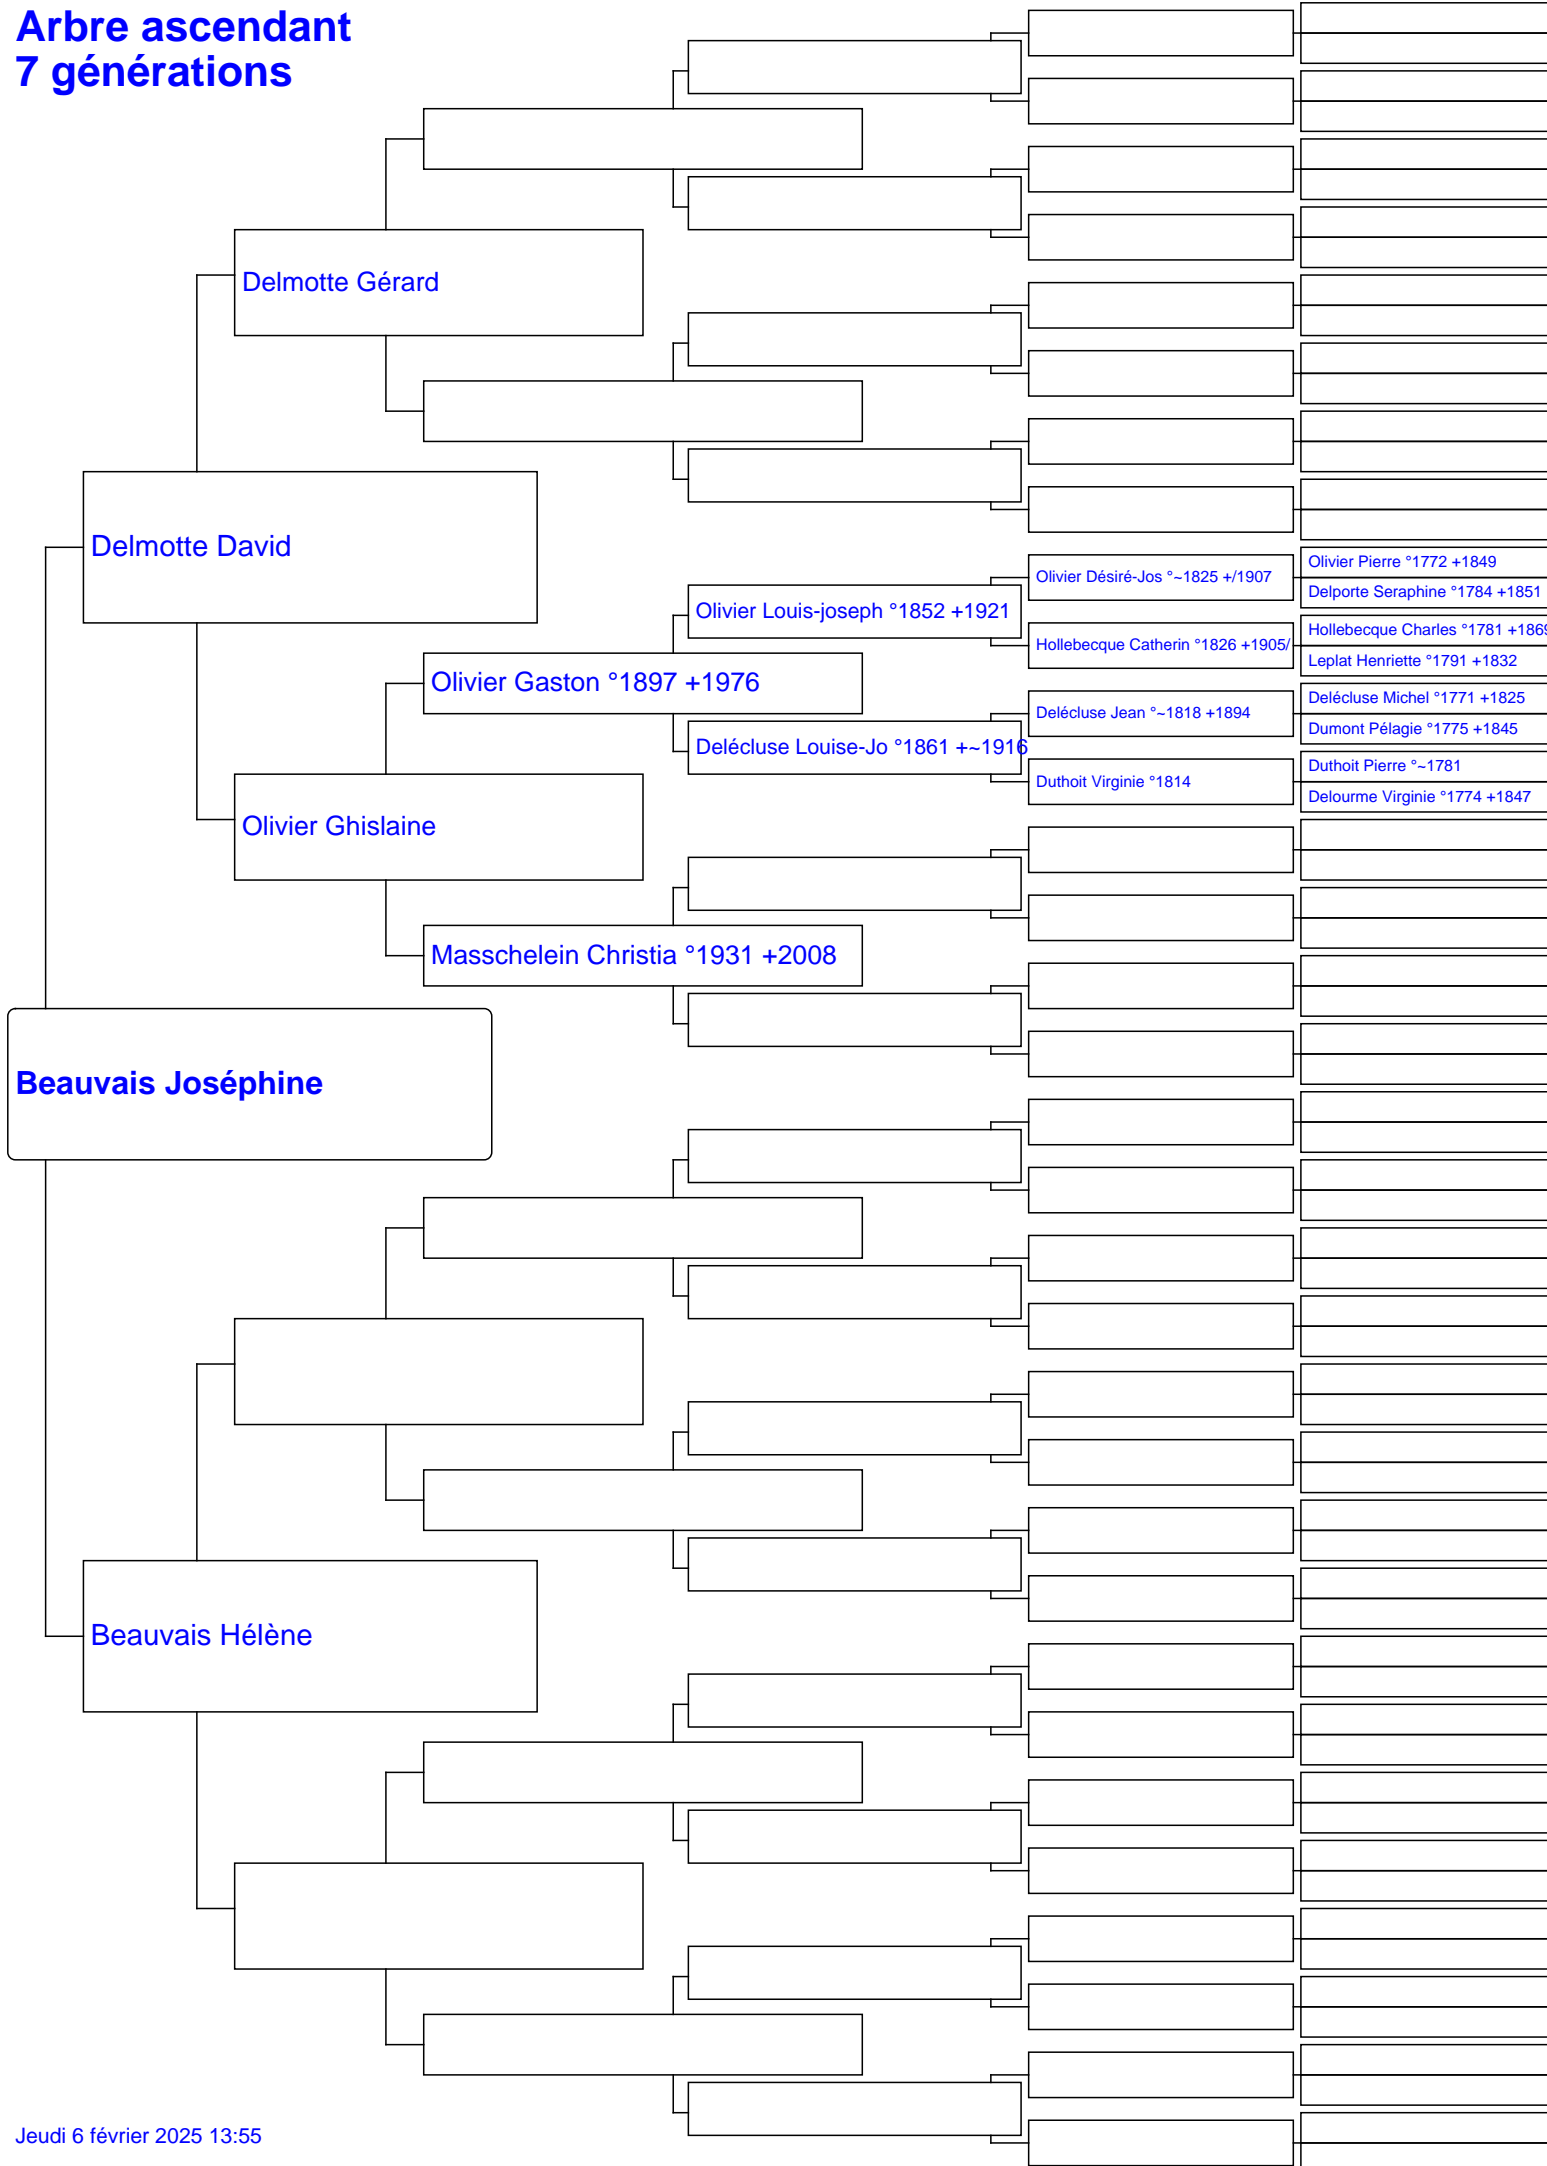 Arbre ascendant
7 générations
Delmotte Gérard
Delmotte David
Olivier Pierre °1772 +1849
Olivier Désiré-Jos °~1825 +/1907
Delporte Seraphine °1784 +1851
Olivier Louis-joseph °1852 +1921
Hollebecque Charles °1781 +1869
Hollebecque Catherin °1826 +1905/
Leplat Henriette °1791 +1832
Olivier Gaston °1897 +1976
Delécluse Michel °1771 +1825
Delécluse Jean °~1818 +1894
Dumont Pélagie °1775 +1845
Delécluse Louise-Jo °1861 +~1916
Duthoit Pierre °~1781
Duthoit Virginie °1814
Delourme Virginie °1774 +1847
Olivier Ghislaine
Masschelein Christia °1931 +2008
Beauvais Joséphine
Beauvais Hélène
Jeudi 6 février 2025 13:55